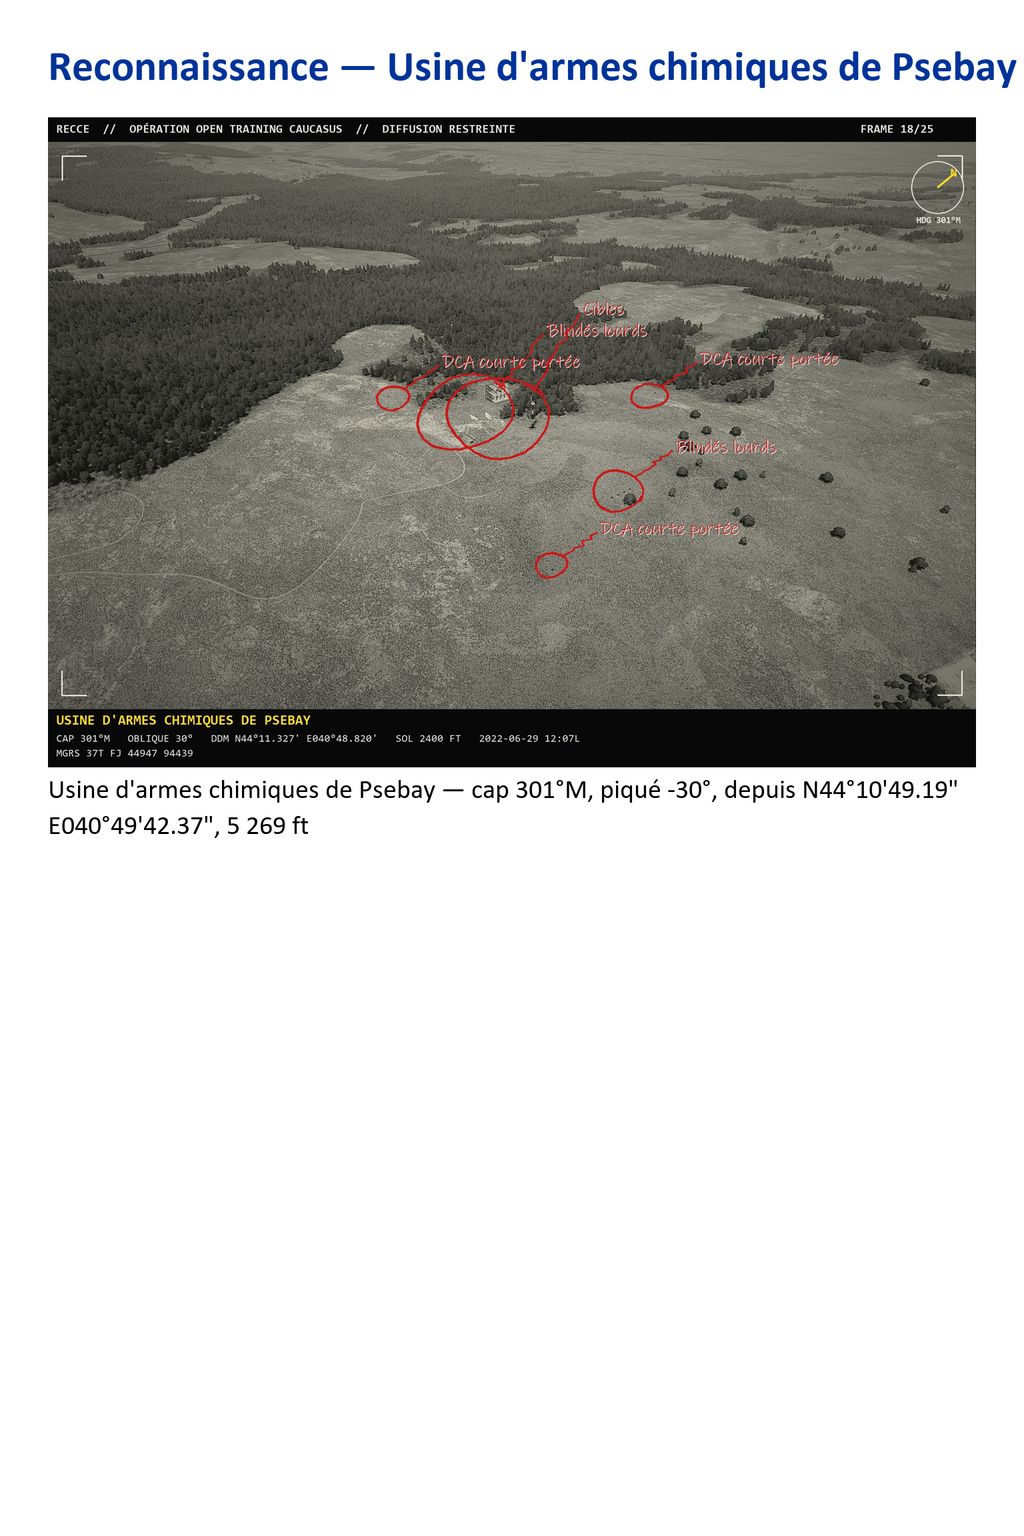 Reconnaissance — Usine d'armes chimiques de Psebay
RECCE // OPÉRATION OPEN TRAINING CAUCASUS // DIFFUSION RESTREINTE FRAME 18/25
N
HDG 301°M
Cibles
Blindés lourds
DCA courte portée
DCA courte portée
Blindés lourds
DCA courte portée
USINE D'ARMES CHIMIQUES DE PSEBAY
CAP 301°M OBLIQUE 30° DDM N44°11.327' E040°48.820' SOL 2400 FT 2022-06-29 12:07L
MGRS 37T FJ 44947 94439
Usine d'armes chimiques de Psebay — cap 301°M, piqué -30°, depuis N44°10'49.19"
E040°49'42.37", 5 269 ft